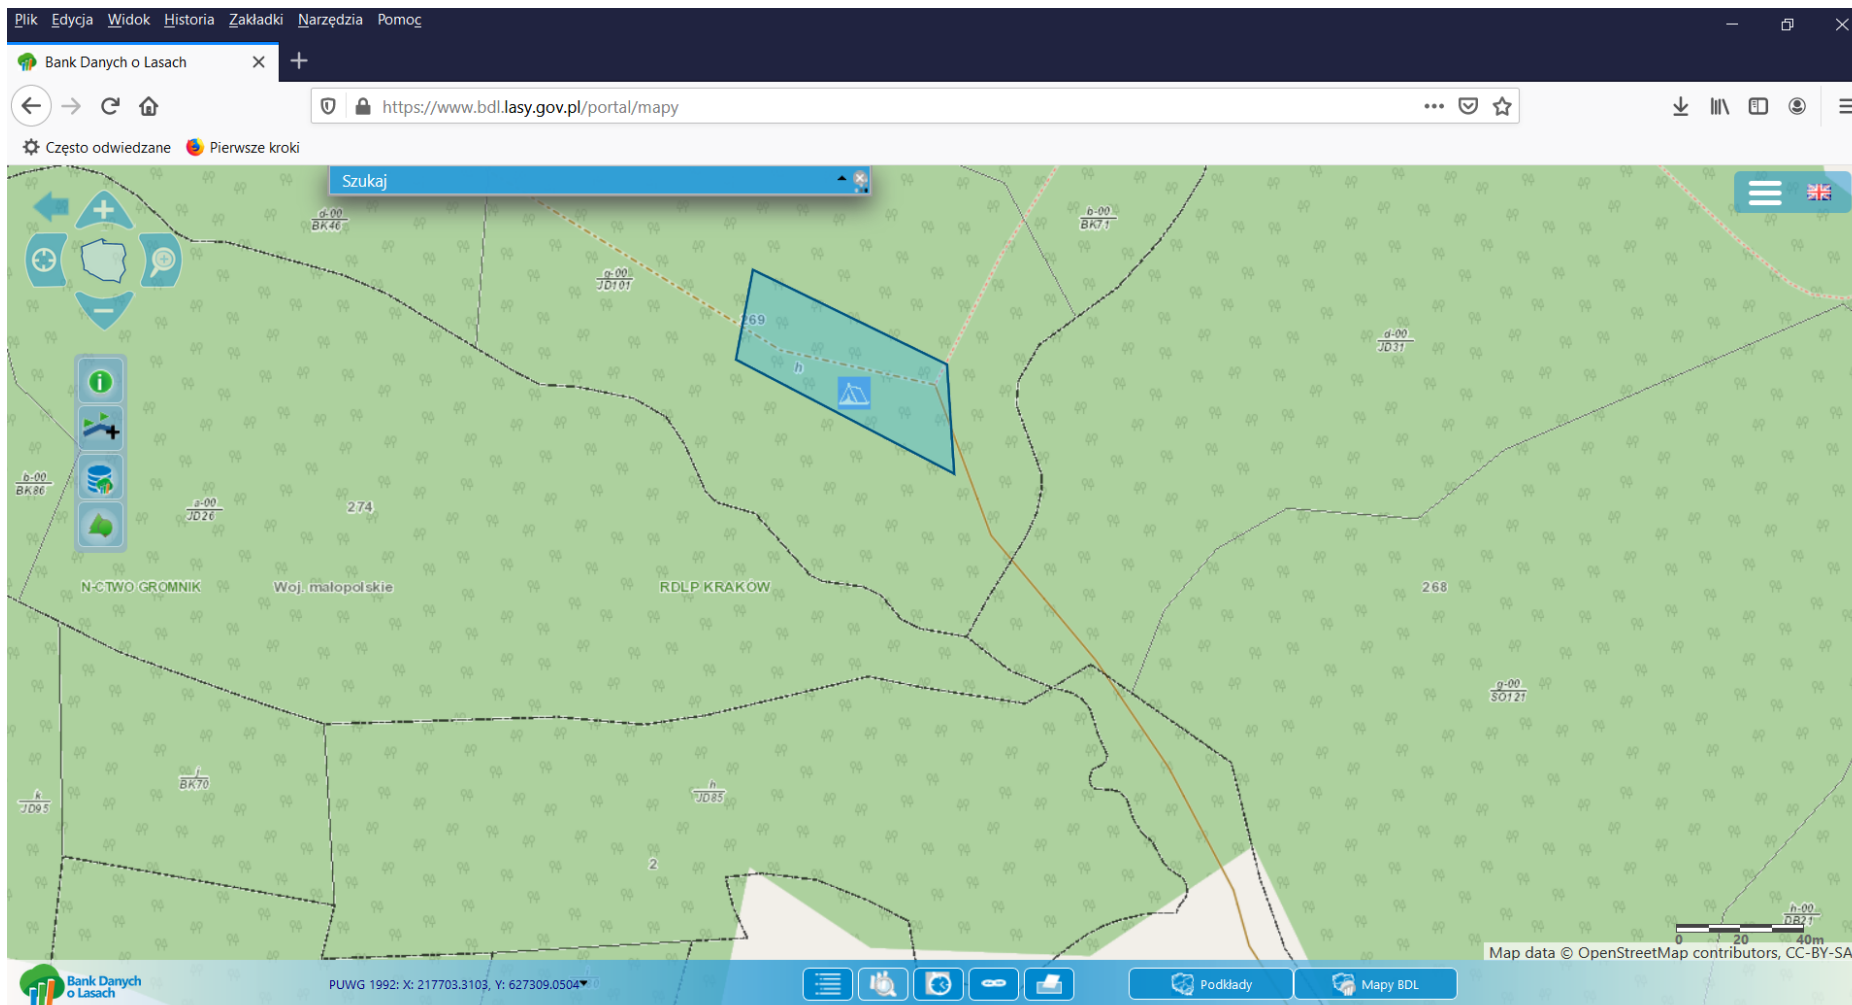 Plik Edycja Widok Historia Zakładki Narzędzia Pomoc
Bank Danych o Lasach
https://www.bdl.lasy.gov.pl/portal/mapy
Często odwiedzane Pierwsze kroki
Szukaj
d-00
BK46
b-00
BK71
g-00
JD101
269
d-00
JD31
h
b-00
BK86
a-00
JD26
274
N-CTWO GROMNIK Woj. małopolskie RDLP KRAKÓW 268
g-00
SO121
j
BK70
k
JD95
h
JD85
2
h-00
DB21
0 20 40m
Map data © OpenStreetMap contributors, CC-BY-SA
Bank Danych
o Lasach
PUWG 1992: X: 217703.3103, Y: 627309.0504
Podkłady Mapy BDL